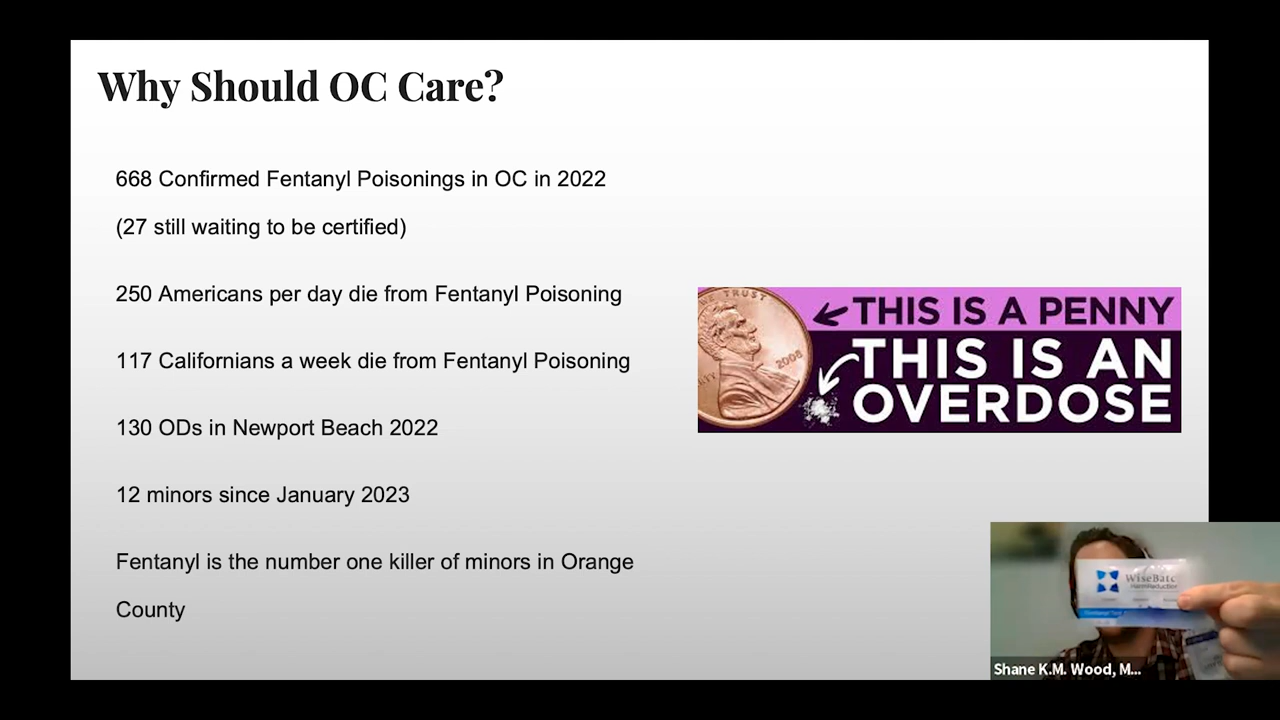 Why Should OC Care?
668 Confirmed Fentanyl Poisonings in OC in 2022
(27 still waiting to be certified)
250 Americans per day die from Fentanyl Poisoning
117 Californians a week die from Fentanyl Poisoning
130 ODs in Newport Beach 2022
12 minors since January 2023
Fentanyl is the number one killer of minors in Orange
County
WE TRUST
2008
THIS IS A PENNY
THIS IS AN
OVERDOSE
WiseBatc
HarmReduction
Shane K.M. Wood, M...